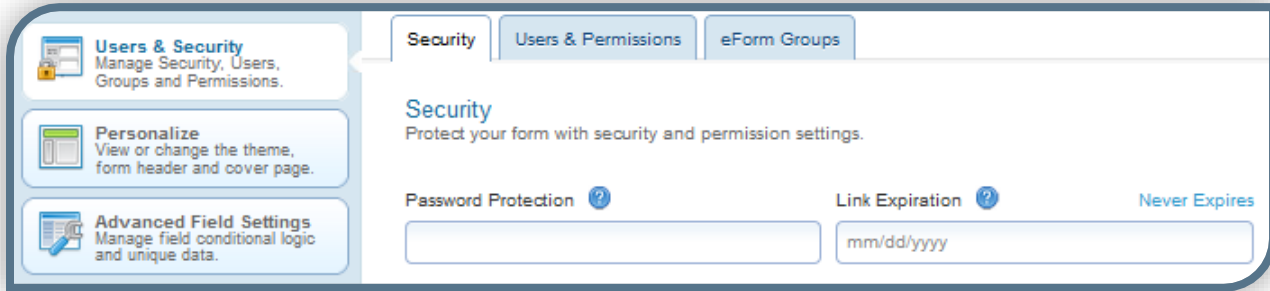 Users & Security
Manage Security, Users,
Groups and Permissions.
Personalize
View or change the theme,
form header and cover page.
Advanced Field Settings
Manage field conditional logic
and unique data.
Security Users & Permissions eForm Groups
Security
Protect your form with security and permission settings.
Password Protection ? Link Expiration ? Never Expires
mm/dd/yyyy